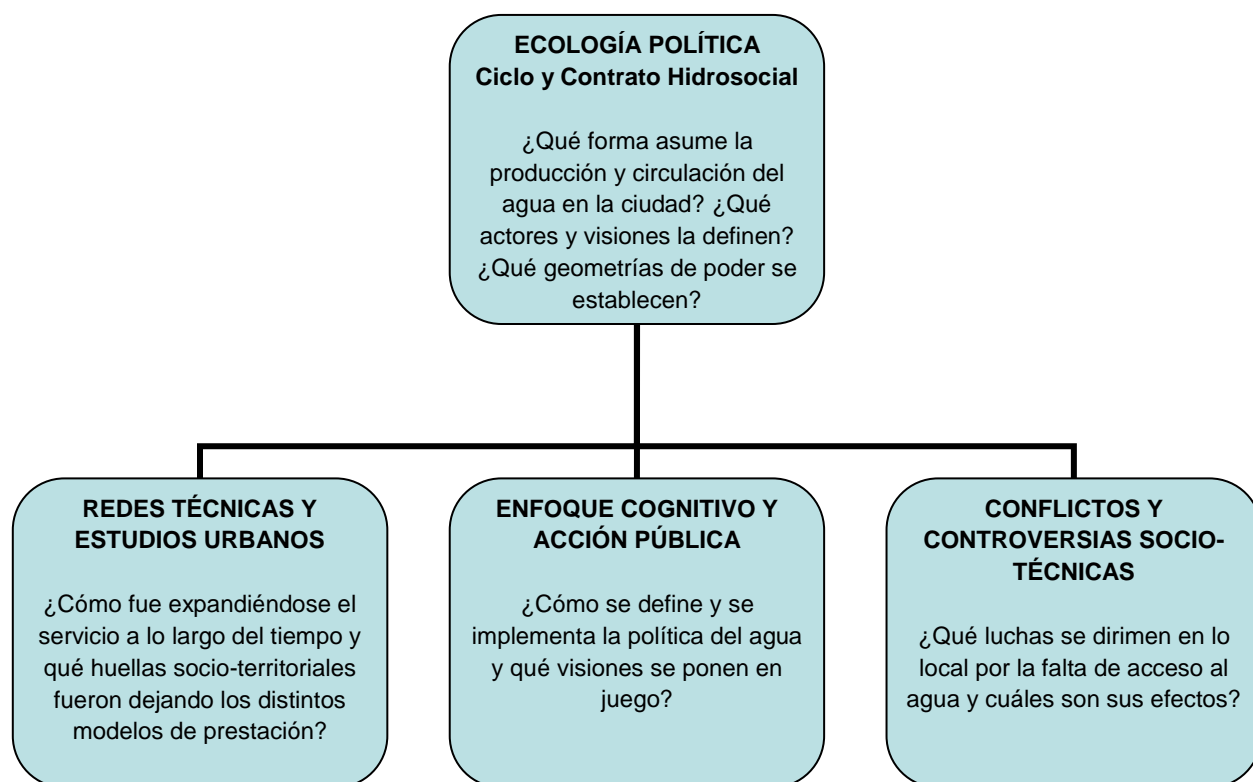 ECOLOGÍA POLÍTICA
Ciclo y Contrato Hidrosocial
¿Qué forma asume la
producción y circulación del
agua en la ciudad? ¿Qué
actores y visiones la definen?
¿Qué geometrías de poder se
establecen?
REDES TÉCNICAS Y
ESTUDIOS URBANOS
¿Cómo fue expandiéndose el
servicio a lo largo del tiempo y
qué huellas socio-territoriales
fueron dejando los distintos
modelos de prestación?
ENFOQUE COGNITIVO Y
ACCIÓN PÚBLICA
¿Cómo se define y se
implementa la política del agua
y qué visiones se ponen en
juego?
CONFLICTOS Y
CONTROVERSIAS SOCIO-
TÉCNICAS
¿Qué luchas se dirimen en lo
local por la falta de acceso al
agua y cuáles son sus efectos?